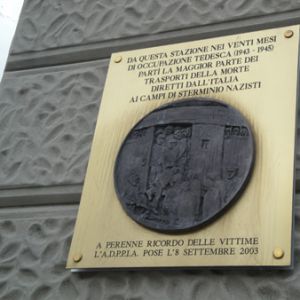 DA QUESTA STAZIONE NEI VENTI MESI
DI OCCUPAZIONE TEDESCA (1943 - 1945)
PARTÌ LA MAGGIOR PARTE DEI
TRASPORTI DELLA MORTE
DIRETTI DALL'ITALIA
AI CAMPI DI STERMINIO NAZISTI
A PERENNE RICORDO DELLE VITTIME
L'A.D.P.P.I.A. POSE L'8 SETTEMBRE 2003